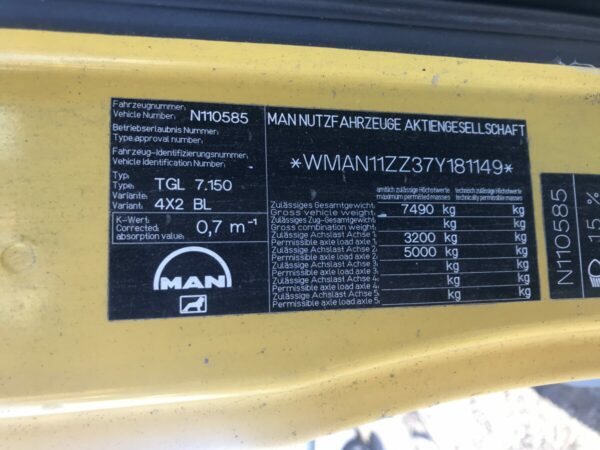 Fahrzeugnummer:
Vehicle Number: N110585
Betriebserlaubnis Nummer:
Type approval number:
Fahrzeug-Identifizierungsnummer:
Vehicle Identification Number:
Typ:
Type: TGL 7.150
Variante:
Variant: 4X2 BL
K-Wert:
Corrected absorption value: 0,7 m⁻¹
MAN
MAN NUTZFAHRZEUGE AKTIENGESELLSCHAFT
*WMAN11ZZ37Y181149*
amtlich zulässige Höchstwerte technisch zulässige Höchstwerte
maximum permitted masses technically permissible masses
Zulässiges Gesamtgewicht:
Gross vehicle weight: 7490 kg kg
Zulässiges Zug-Gesamtgewicht:
Gross combination weight: kg kg
Zulässige Achslast Achse 1:
Permissible axle load axle 1: 3200 kg kg
Zulässige Achslast Achse 2:
Permissible axle load axle 2: 5000 kg kg
Zulässige Achslast Achse 3:
Permissible axle load axle 3: kg kg
Zulässige Achslast Achse 4:
Permissible axle load axle 4: kg kg
Zulässige Achslast Achse 5:
Permissible axle load axle 5: kg kg
N110585